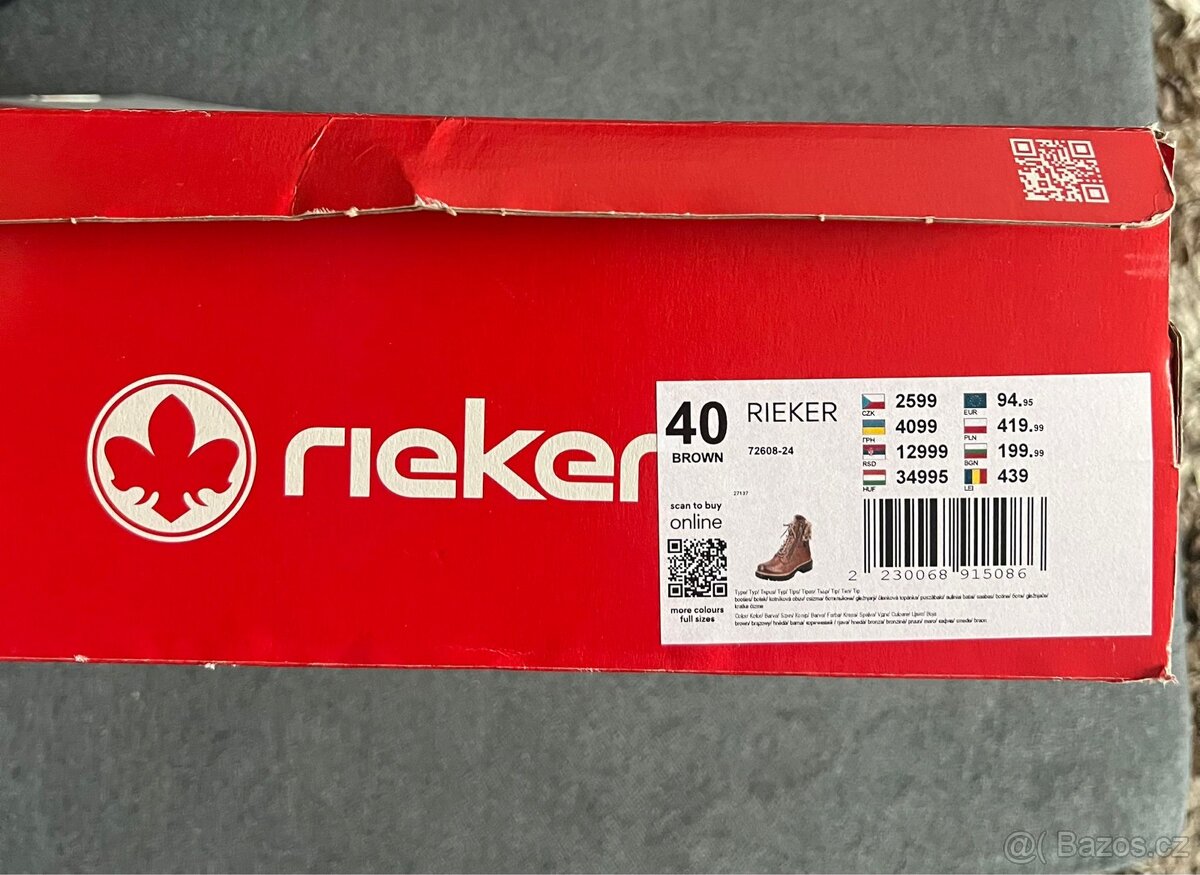 rieker
40
BROWN
RIEKER
72608-24
27137
CZK 2599
ГРН 4099
RSD 12999
HUF 34995
EUR 94.95
PLN 419.99
BGN 199.99
LEI 439
scan to buy
online
more colours
full sizes
2 230068 915086
@( Bazos.cz